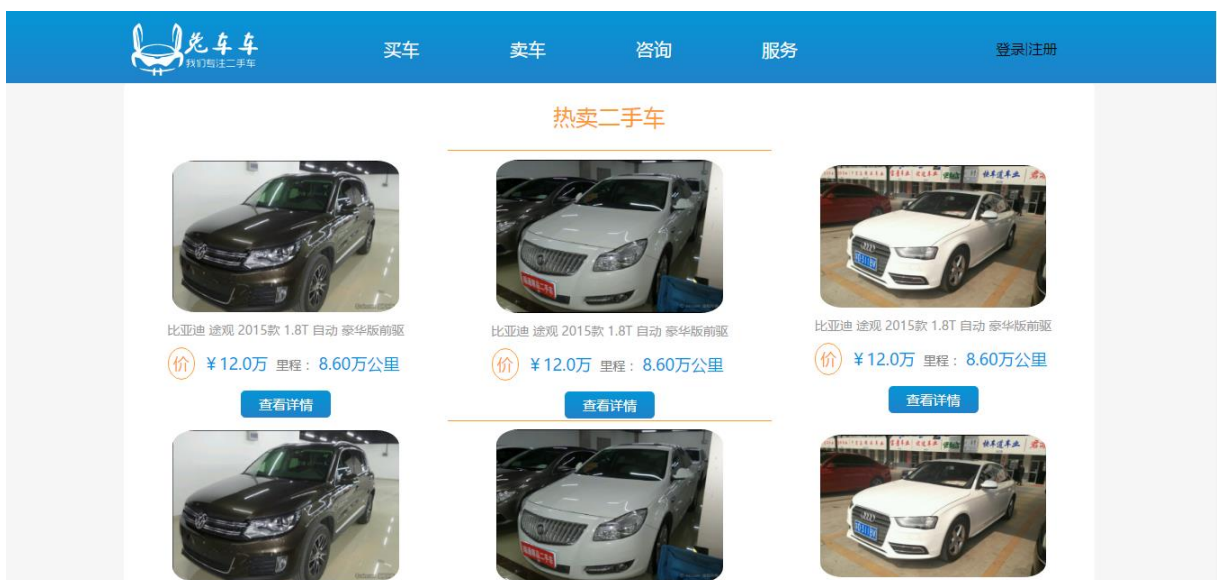 兔车车
我们专注二手车
买车 卖车 咨询 服务 登录|注册
热卖二手车
比亚迪 途观 2015款 1.8T 自动 豪华版前驱
价 ¥12.0万 里程： 8.60万公里
查看详情
比亚迪 途观 2015款 1.8T 自动 豪华版前驱
价 ¥12.0万 里程： 8.60万公里
查看详情
比亚迪 途观 2015款 1.8T 自动 豪华版前驱
价 ¥12.0万 里程： 8.60万公里
查看详情